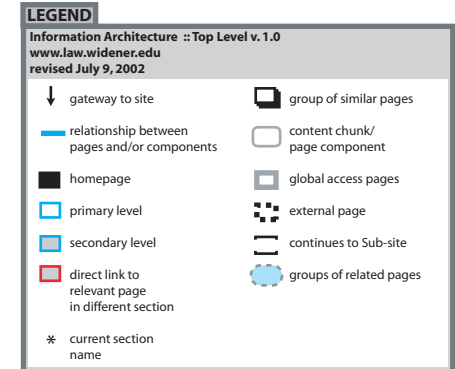 LEGEND
Information Architecture :: Top Level v. 1.0
www.law.widener.edu
revised July 9, 2002
gateway to site
relationship between
pages and/or components
homepage
primary level
secondary level
direct link to
relevant page
in different section
* current section
name
group of similar pages
content chunk/
page component
global access pages
external page
continues to Sub-site
groups of related pages